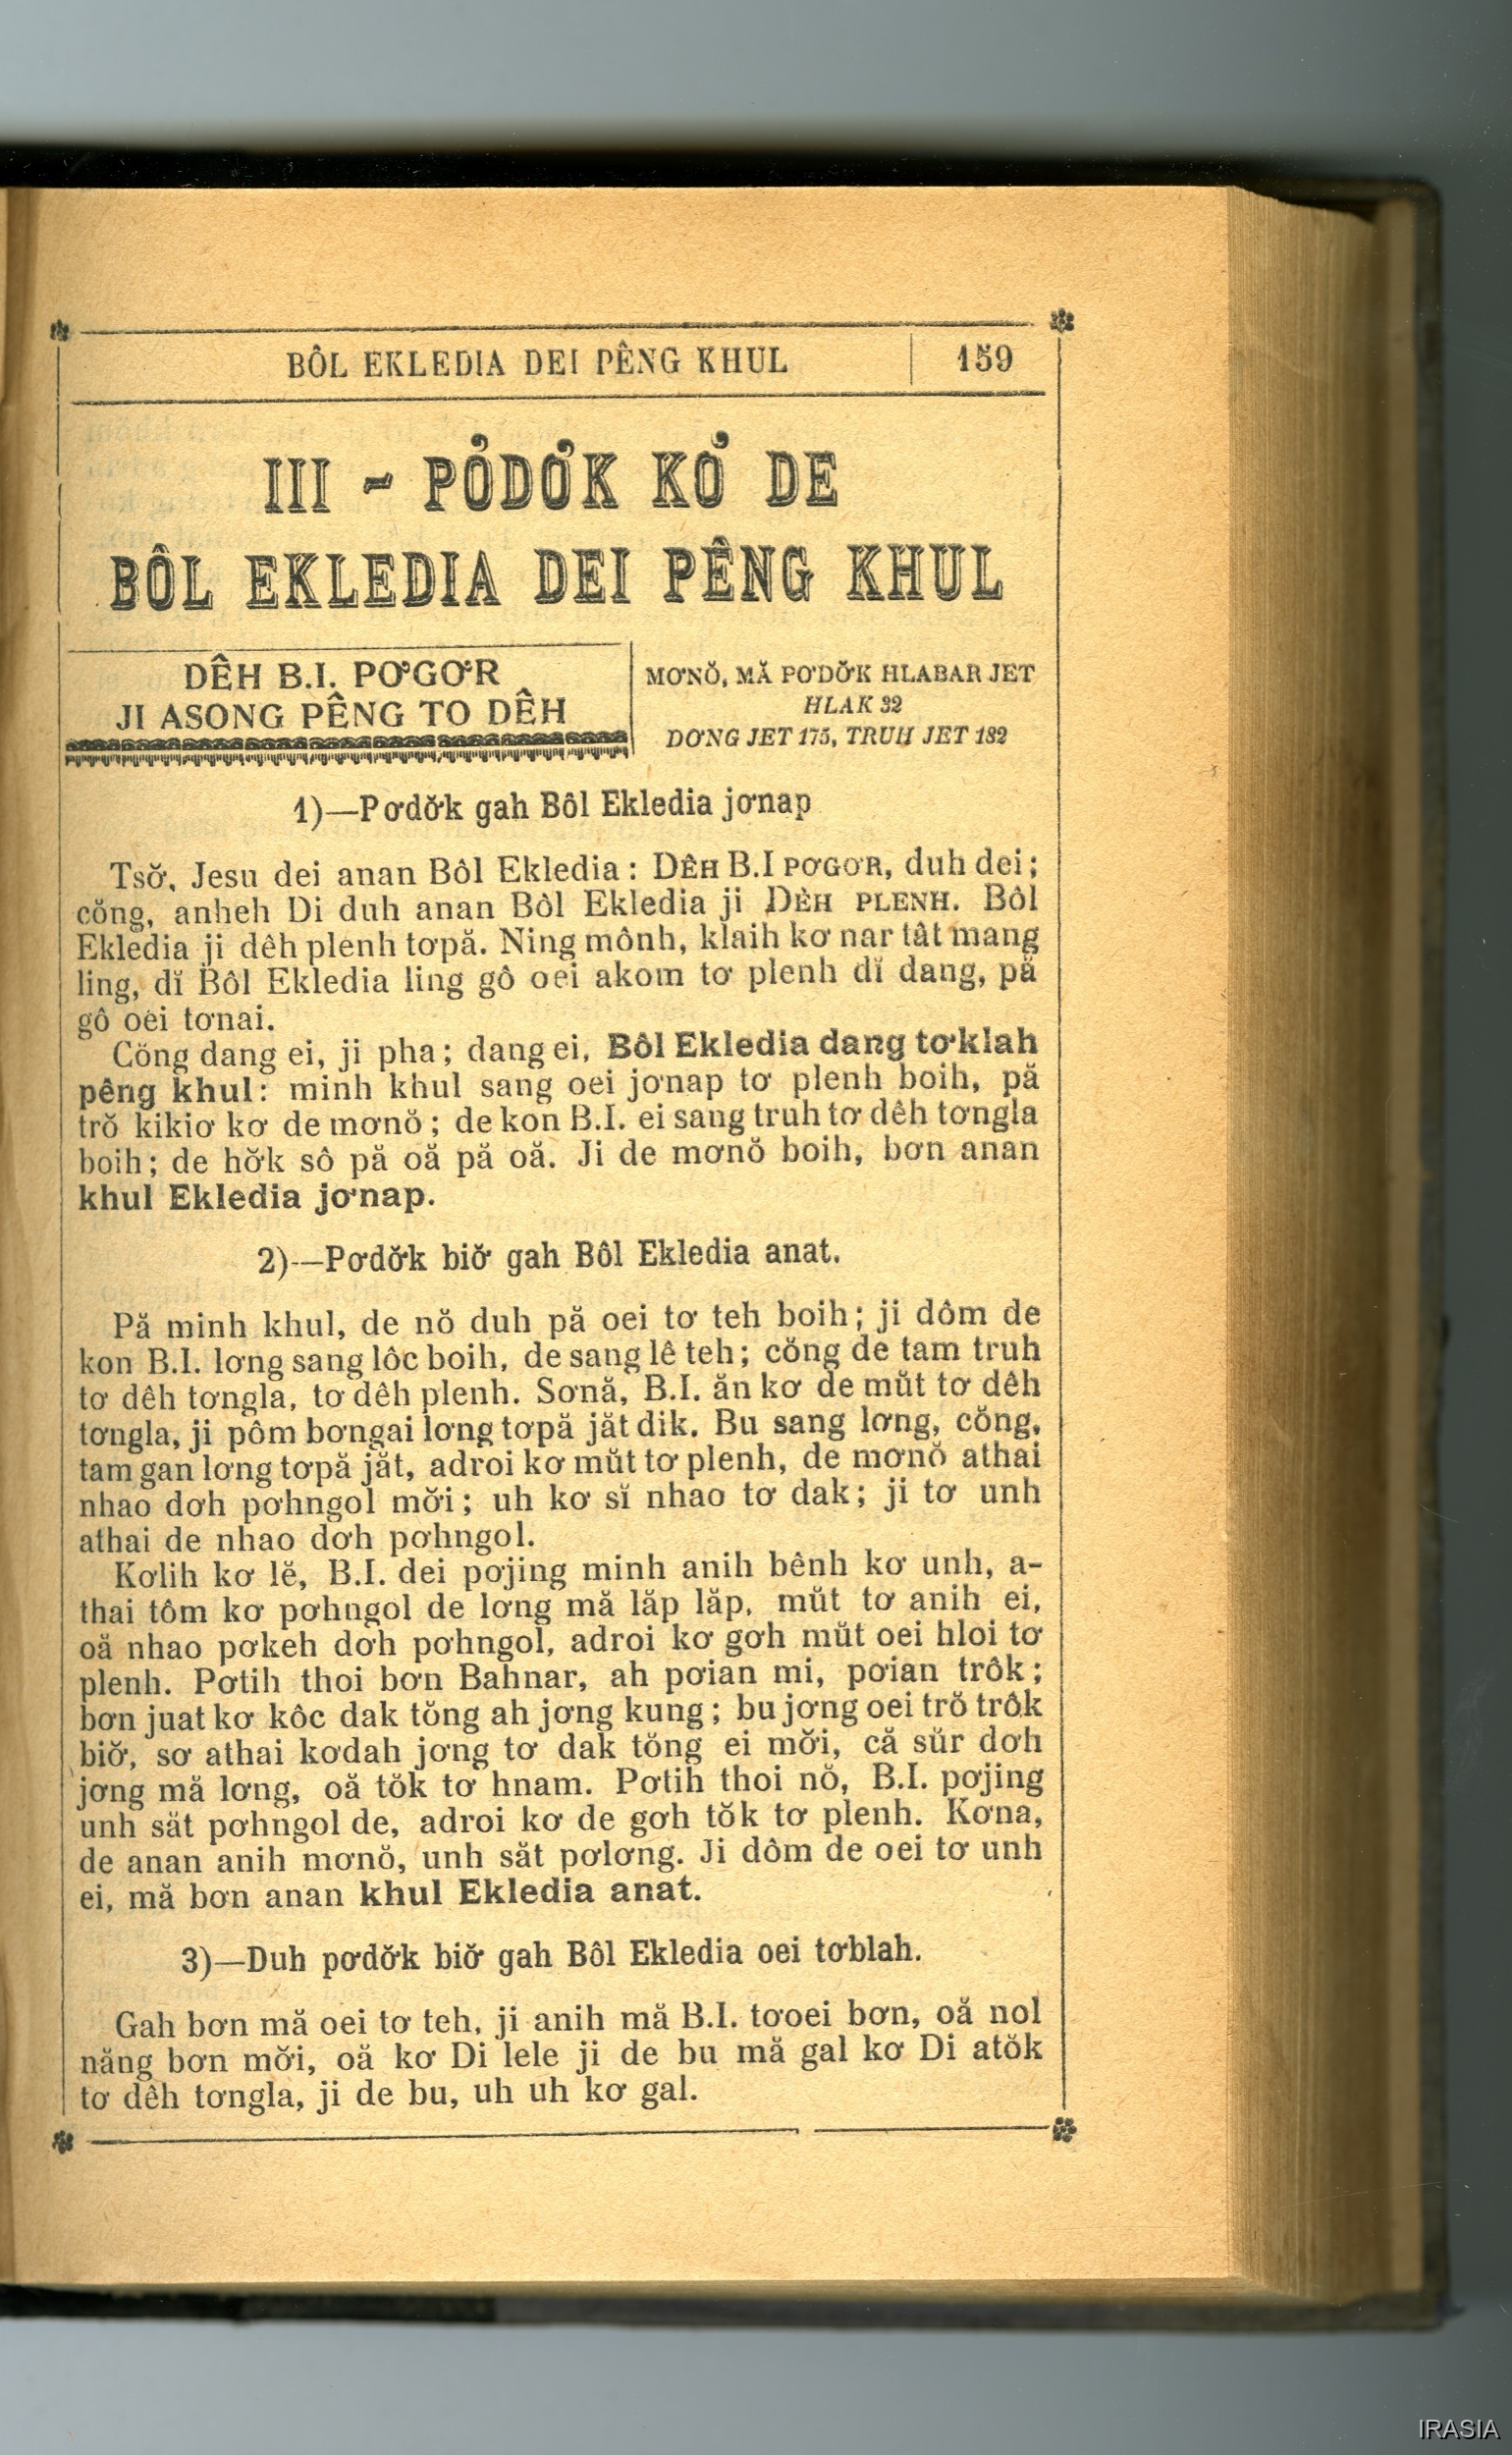 BÔL EKLEDIA DEI PÊNG KHUL 159
III - PƠ̆DƠ̆K KƠ̆ DE
BÔL EKLEDIA DEI PÊNG KHUL
DÊH B.I. PƠGƠR
JI ASONG PÊNG TO DÊH
MƠNŎ, MĂ PƠDƠ̆K HLABAR JET
HLAK 32
DƠNG JET 175, TRUH JET 182
1)—Pơdơ̆k gah Bôl Ekledia jơnap
Tsơ̆, Jesu dei anan Bôl Ekledia : DÊH B.I PƠGƠR, duh dei ;
cŏng, anheh Di duh anan Bôl Ekledia ji DÊH PLENH. Bôl
Ekledia ji dêh plenh tơpă. Ning mônh, klaih kơ nar tât mang
ling, dĭ Bôl Ekledia ling gô oei akom tơ plenh dĭ dang, pă
gô oei tơnai.
Cŏng dang ei, ji pha ; dang ei, Bôl Ekledia dang tơklah
pêng khul : minh khul sang oei jơnap tơ plenh boih, pă
trŏ kikiơ kơ de mơnŏ ; de kon B.I. ei sang truh tơ dêh tơngla
boih ; de hơ̆k sô pă oă pă oă. Ji de mơnŏ boih, bơn anan
khul Ekledia jơnap.
2)—Pơdơ̆k biơ̆ gah Bôl Ekledia anat.
Pă minh khul, de nŏ duh pă oei tơ teh boih ; ji dôm de
kon B.I. lơng sang lôc boih, de sang lê teh ; cŏng de tam truh
tơ dêh tơngla, tơ dêh plenh. Sơnă, B.I. ăn kơ de mŭt tơ dêh
tơngla, ji pôm bơngai lơng tơpă jăt dik. Bu sang lơng, cŏng,
tam gan lơng tơpă jăt, adroi kơ mŭt tơ plenh, de mơnŏ athai
nhao dơh pơhngol mơ̆i ; uh kơ sĭ nhao tơ dak ; ji tơ unh
athai de nhao dơh pơhngol.
Kơlih kơ lĕ, B.I. dei pơjing minh anih bênh kơ unh, a-
thai tôm kơ pơhngol de lơng mă lăp lăp, mŭt tơ anih ei,
oă nhao pơkeh dơh pơhngol, adroi kơ gơh mŭt oei hloi tơ
plenh. Pơtih thoi bơn Bahnar, ah pơian mi, pơian trôk ;
bơn juat kơ kôc dak tŏng ah jơng kung ; bu jơng oei trŏ trôk
biơ̆, sơ athai kơdah jơng tơ dak tŏng ei mơ̆i, că sŭr dơh
jơng mă lơng, oă tŏk tơ hnam. Pơtih thoi nŏ, B.I. pơjing
unh săt pơhngol de, adroi kơ de gơh tŏk tơ plenh. Kơna,
de anan anih mơnŏ, unh săt pơlơng. Ji dôm de oei tơ unh
ei, mă bơn anan khul Ekledia anat.
3)—Duh pơdơ̆k biơ̆ gah Bôl Ekledia oei tơblah.
Gah bơn mă oei tơ teh, ji anih mă B.I. tơoei bơn, oă nol
năng bơn mơ̆i, oă kơ Di lele ji de bu mă gal kơ Di atŏk
tơ dêh tơngla, ji de bu, uh uh kơ gal.
IRASIA